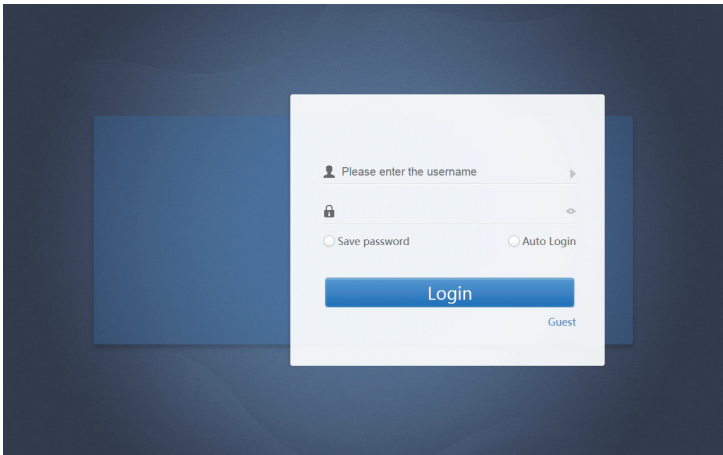 Please enter the username
Save password
Auto Login
Login
Guest